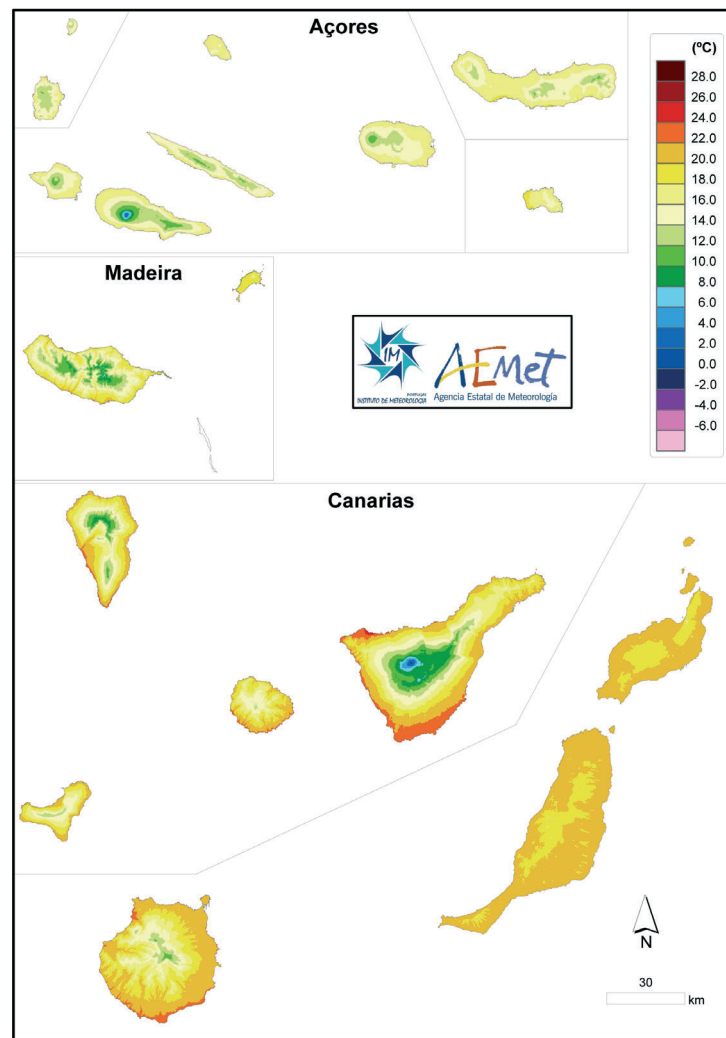 Açores
(ºC)
28.0
26.0
24.0
22.0
20.0
18.0
16.0
14.0
12.0
10.0
8.0
6.0
4.0
2.0
0.0
-2.0
-4.0
-6.0
Madeira
IM
PORTUGAL
INSTITUTO DE METEOROLOGIA
AEMet
Agencia Estatal de Meteorología
Canarias
N
30
km